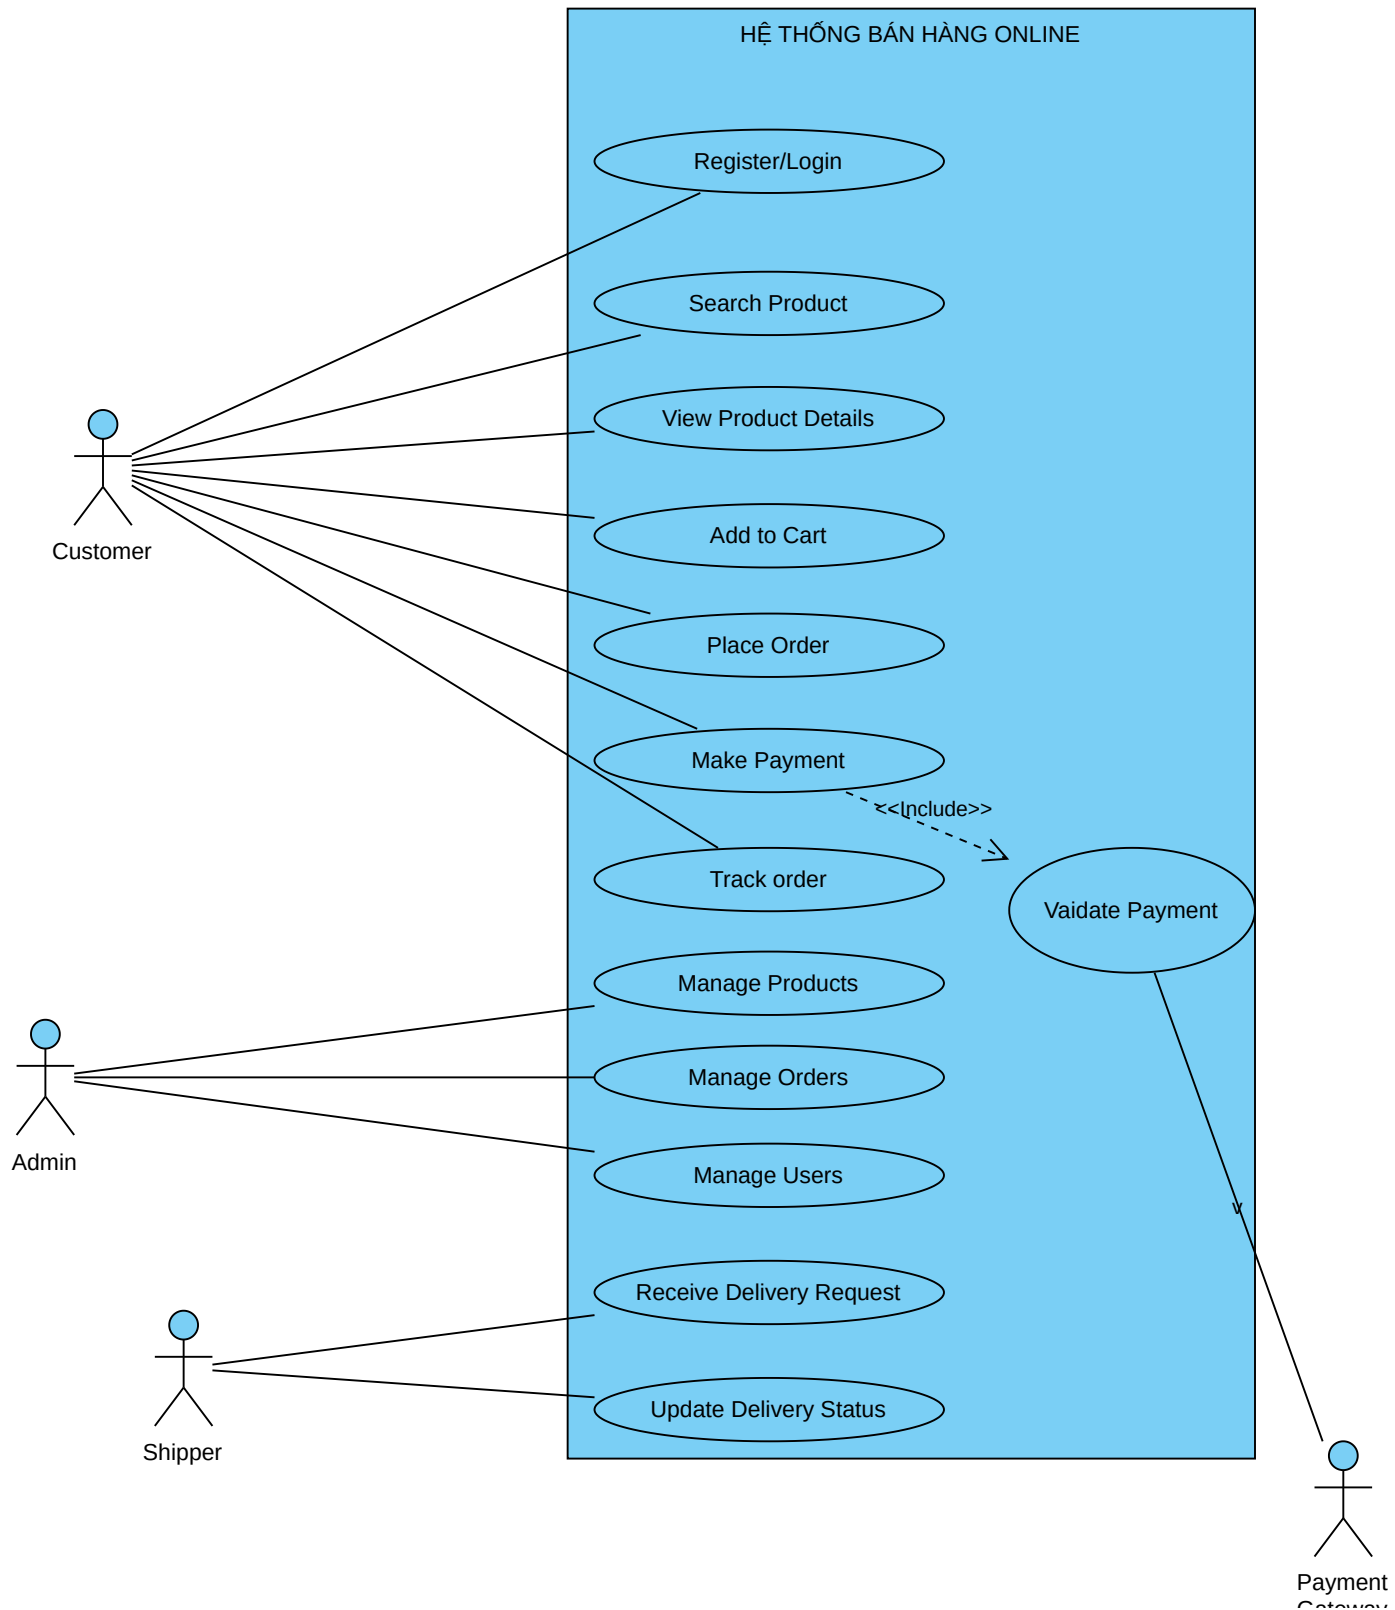 HỆ THỐNG BÁN HÀNG ONLINE
Register/Login
Search Product
View Product Details
Customer
Add to Cart
Place Order
Make Payment
<<Include>>
Track order
Vaidate Payment
Manage Products
Manage Orders
Admin
Manage Users
v
Receive Delivery Request
Shipper
Update Delivery Status
Payment
Gateway